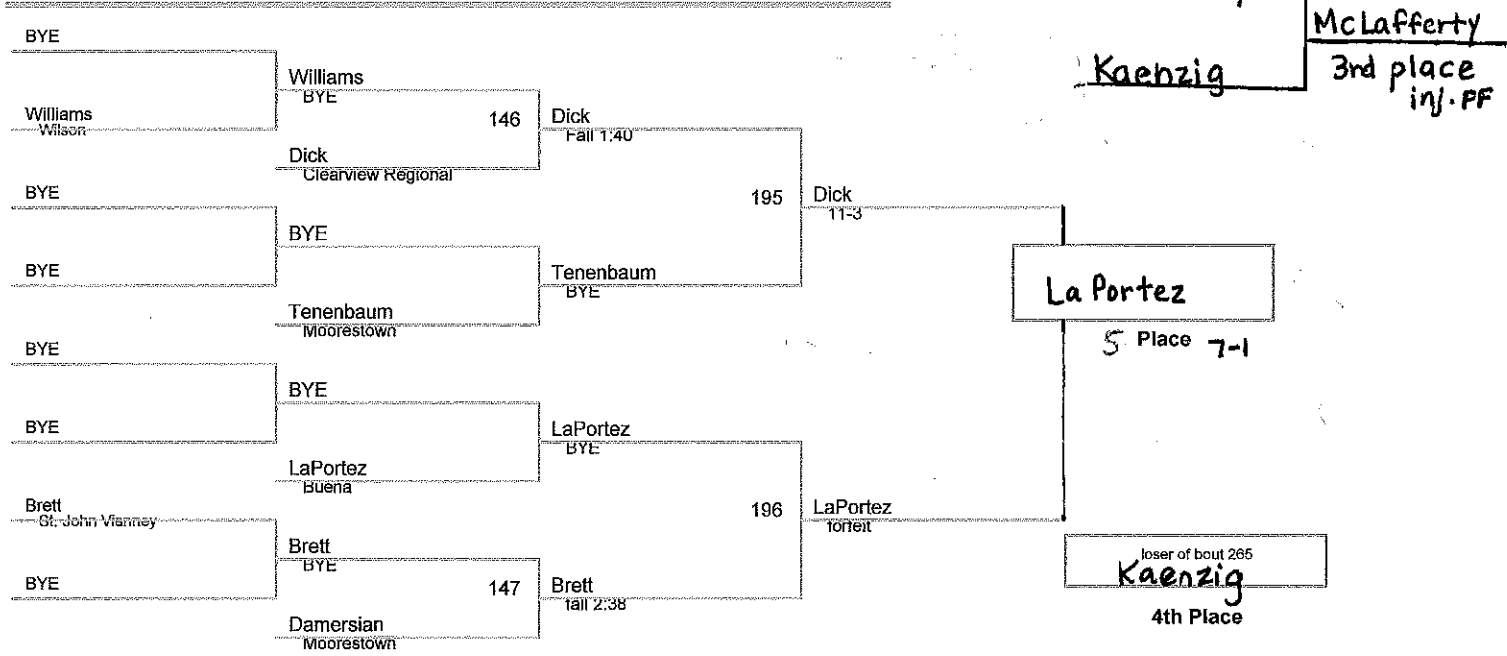 BYE
Williams
Wilson
BYE
BYE
BYE
BYE
Brett
St. John Vianney
BYE
Williams
BYE
146
Dick
Clearview Regional
BYE
Tenenbaum
Moorestown
BYE
LaPortez
Buena
Brett
BYE
147
Damersian
Moorestown
Dick
Fall 1:40
195
Tenenbaum
BYE
LaPortez
BYE
196
Brett
fall 2:38
Dick
11-3
LaPortez
forfeit
La Portez
5 Place 7-1
loser of bout 265
Kaenzig
4th Place
Kaenzig
McLafferty
3rd place
inj. FF